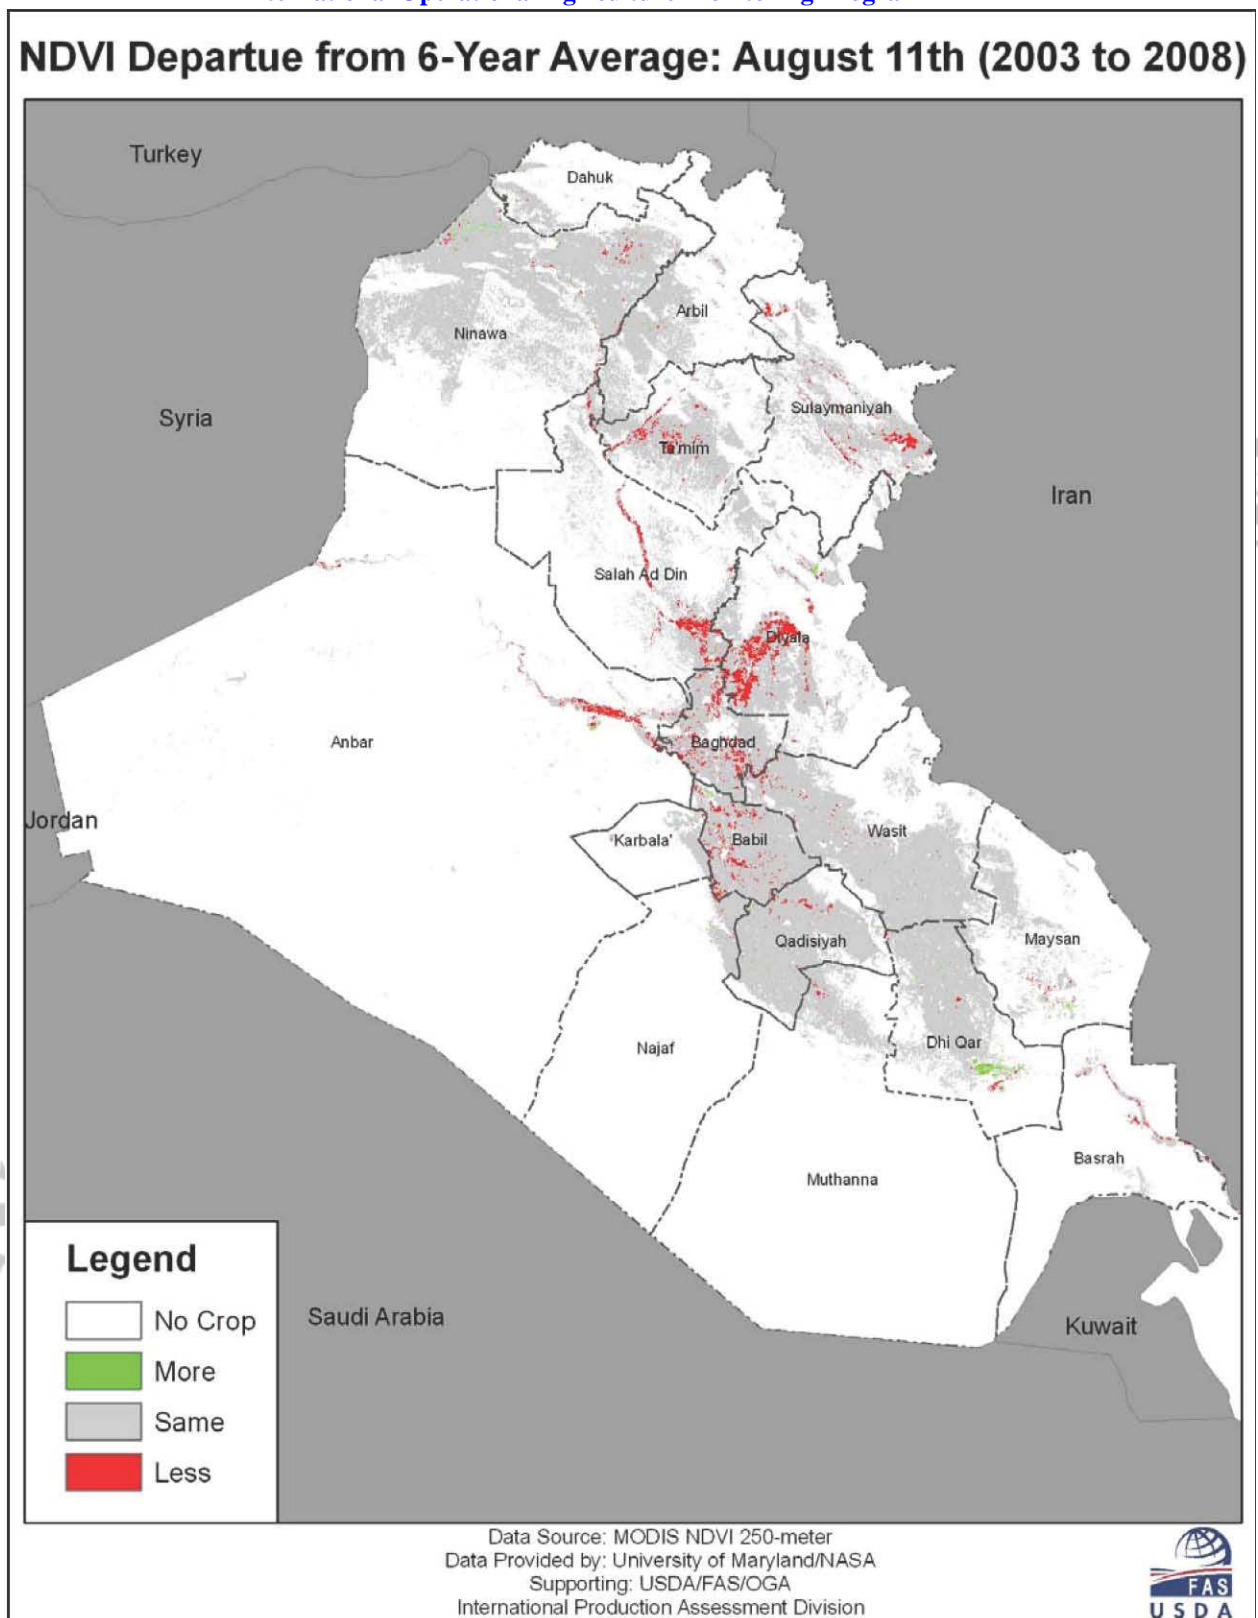 NDVI Departue from 6-Year Average: August 11th (2003 to 2008)
Turkey
Dahuk
Arbil
Ninawa
Sulaymaniyah
Syria
Ta'mim
Iran
Salah Ad Din
Diyala
Anbar
Baghdad
Jordan
'Karbala'
Babil
Wasit
Qadisiyah
Maysan
Dhi Qar
Najaf
Basrah
Muthanna
Legend
No Crop
More
Same
Less
Saudi Arabia
Kuwait
Data Source: MODIS NDVI 250-meter
Data Provided by: University of Maryland/NASA
Supporting: USDA/FAS/OGA
International Production Assessment Division
FAS
USDA